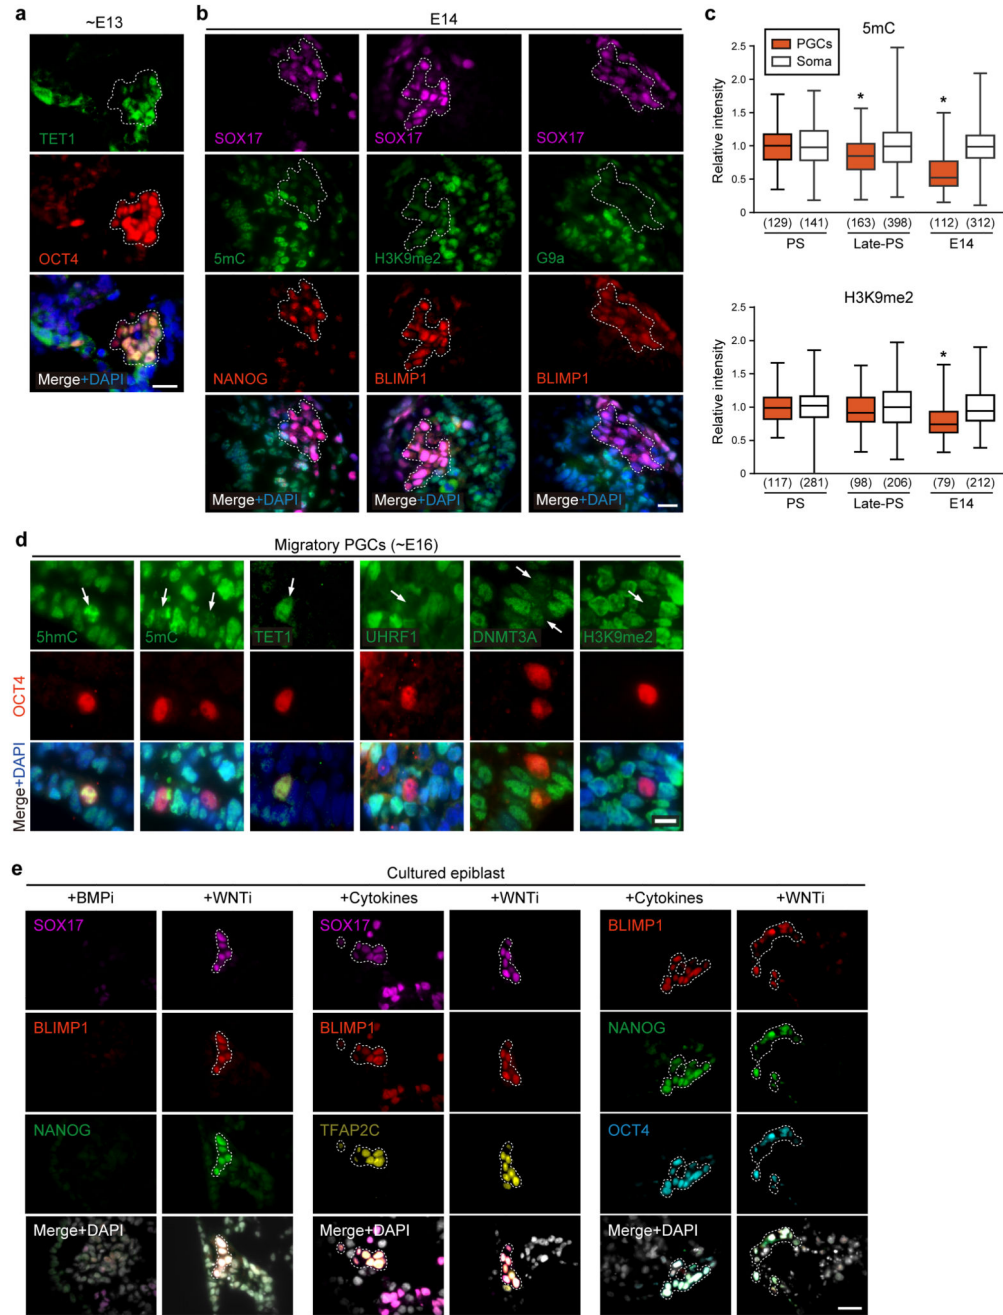 a
~E13
TET1
OCT4
Merge+DAPI
b
E14
SOX17
SOX17
SOX17
5mC
H3K9me2
G9a
NANOG
BLIMP1
BLIMP1
Merge+DAPI
Merge+DAPI
Merge+DAPI
c
5mC
PGCs
Soma
Relative intensity
2.5
2.0
1.5
1.0
0.5
0
*
*
(129) (141) (163) (398) (112) (312)
PS Late-PS E14
H3K9me2
Relative intensity
2.5
2.0
1.5
1.0
0.5
0
*
(117) (281) (98) (206) (79) (212)
PS Late-PS E14
d
Migratory PGCs (~E16)
5hmC
5mC
TET1
UHRF1
DNMT3A
H3K9me2
OCT4
Merge+DAPI
e
Cultured epiblast
+BMPi +WNTi +Cytokines +WNTi +Cytokines +WNTi
SOX17
SOX17
BLIMP1
BLIMP1
BLIMP1
NANOG
NANOG
TFAP2C
OCT4
Merge+DAPI
Merge+DAPI
Merge+DAPI